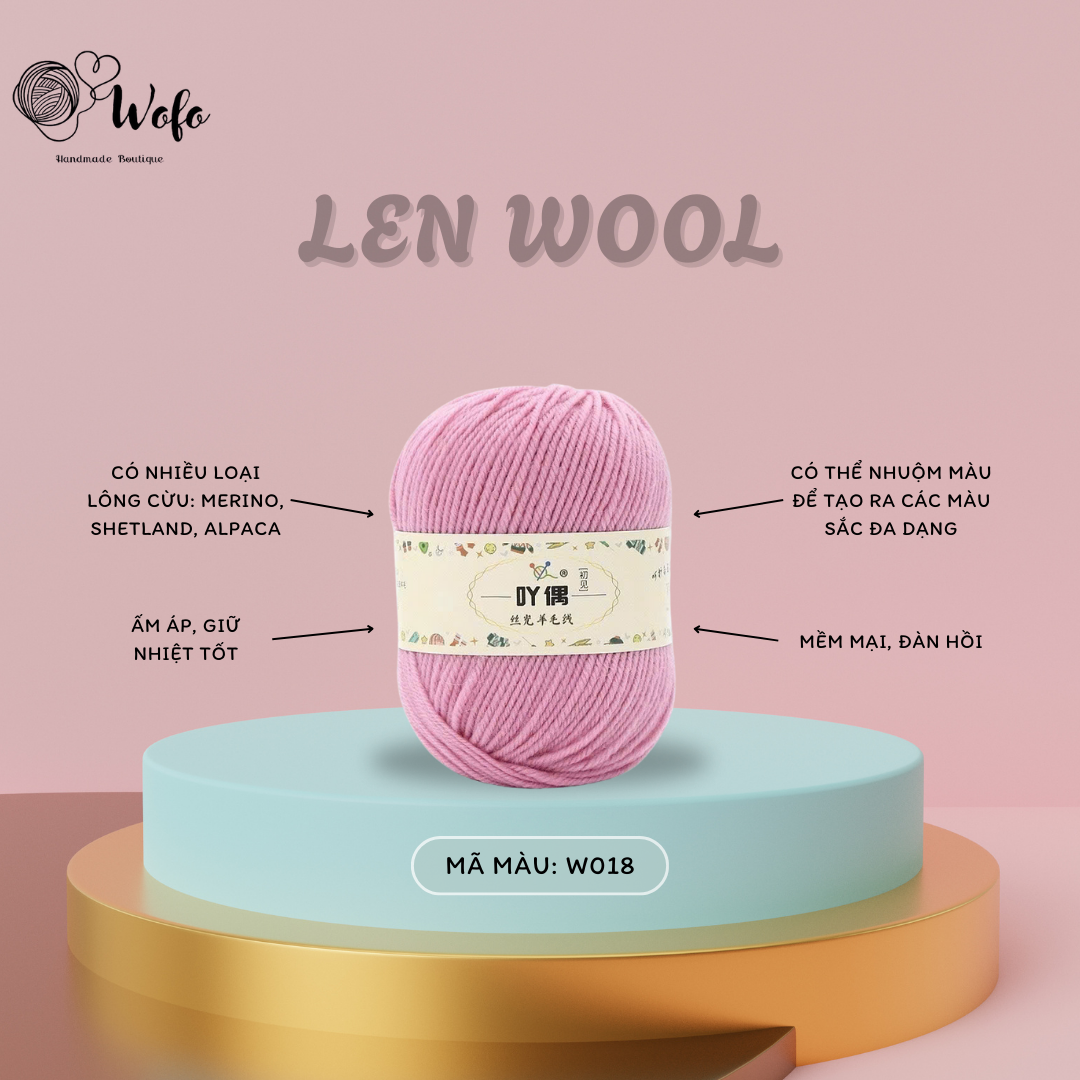 Wofo
Handmade Boutique
LEN WOOL
CÓ NHIỀU LOẠI
LÔNG CỪU: MERINO,
SHETLAND, ALPACA
CÓ THỂ NHUỘM MÀU
ĐỂ TẠO RA CÁC MÀU
SẮC ĐA DẠNG
ẤM ÁP, GIỮ
NHIỆT TỐT
MỀM MẠI, ĐÀN HỒI
吖偶®
[初见]
丝光羊毛线
MÃ MÀU: W018